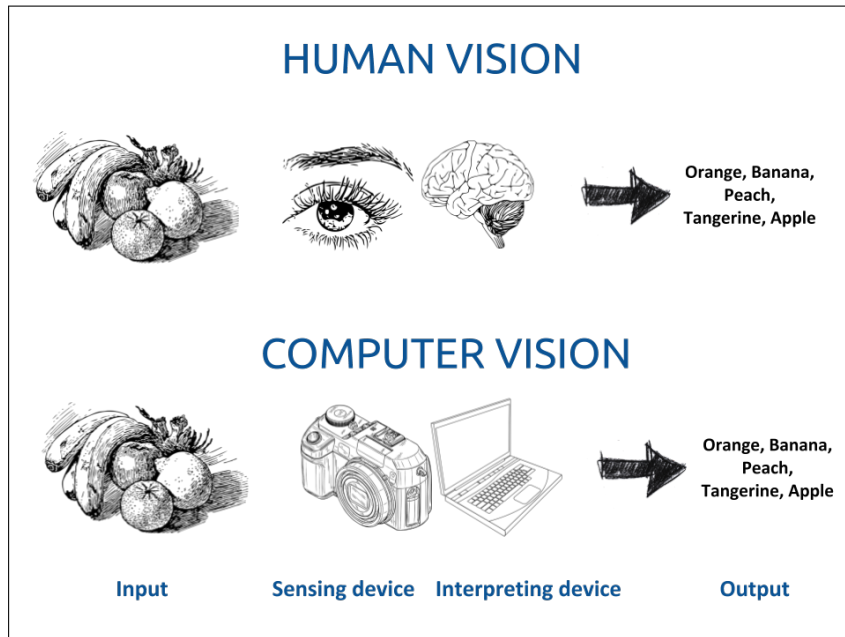 HUMAN VISION
Orange, Banana,
Peach,
Tangerine, Apple
COMPUTER VISION
Orange, Banana,
Peach,
Tangerine, Apple
Input
Sensing device
Interpreting device
Output